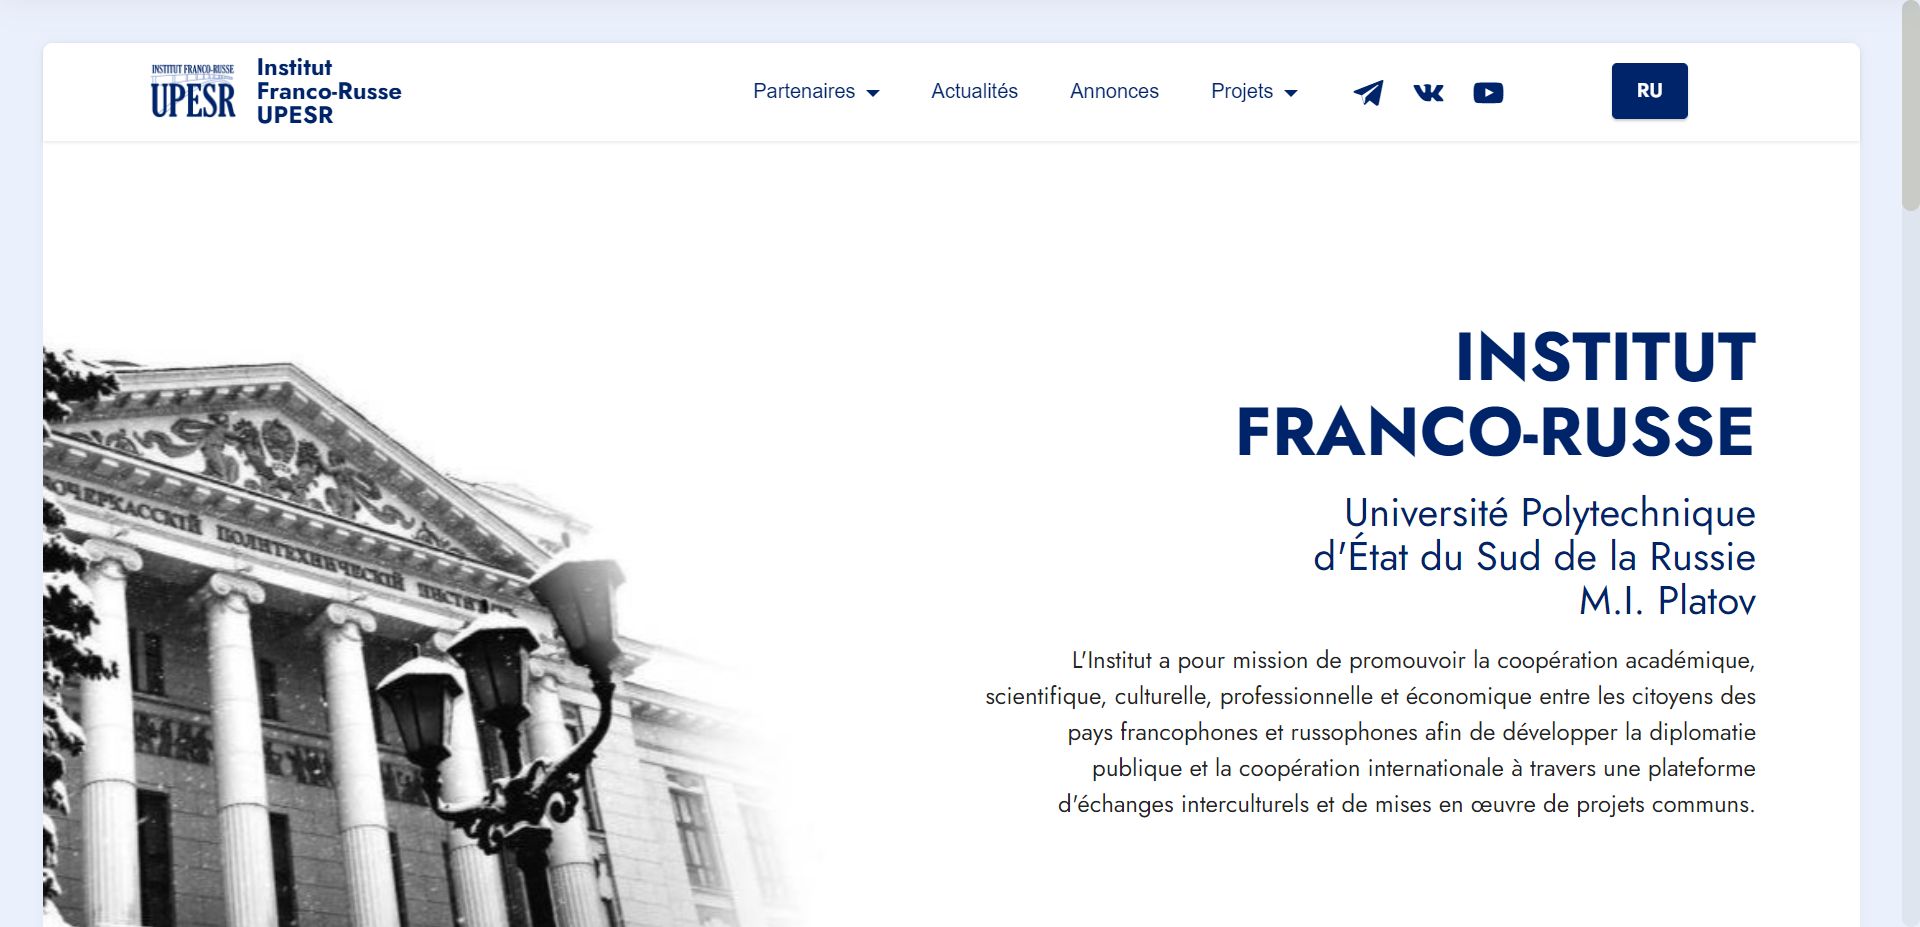 INSTITUT FRANCO-RUSSE
UPESR
Institut
Franco-Russe
UPESR
Partenaires
Actualités
Annonces
Projets
RU
INSTITUT
FRANCO-RUSSE
Université Polytechnique
d'État du Sud de la Russie
M.I. Platov
L'Institut a pour mission de promouvoir la coopération académique,
scientifique, culturelle, professionnelle et économique entre les citoyens des
pays francophones et russophones afin de développer la diplomatie
publique et la coopération internationale à travers une plateforme
d'échanges interculturels et de mises en œuvre de projets communs.
ОЧЕРКАССКІЙ ПОЛИТЕХНИЧЕСКІЙ